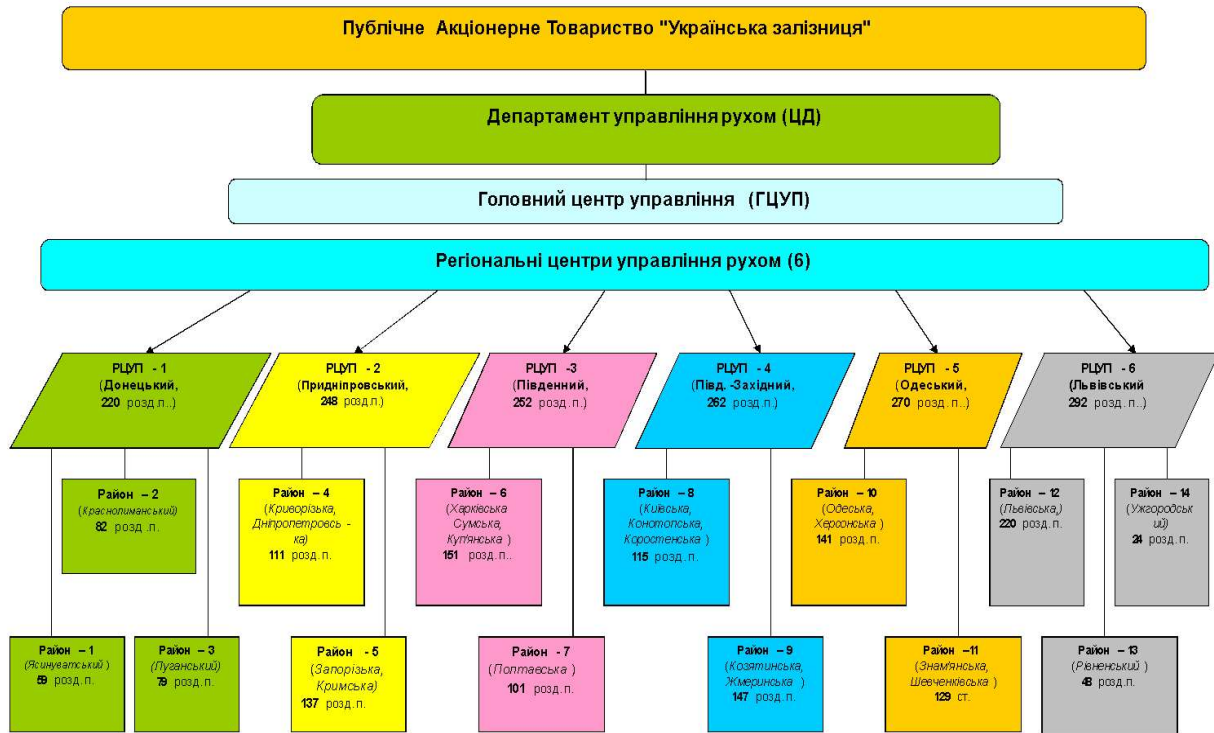 Публічне Акціонерне Товариство "Українська залізниця"
Департамент управління рухом (ЦД)
Головний центр управління (ГЦУП)
Регіональні центри управління рухом (6)
РЦУП - 1
(Донецький,
220 розд.п..)
РЦУП - 2
(Придніпровський,
248 розд.п.)
РЦУП -3
(Південний,
252 розд.п.)
РЦУП - 4
(Півд.-Західний,
262 розд.п.)
РЦУП - 5
(Одеський,
270 розд.п..)
РЦУП - 6
(Львівський
292 розд.п..)
Район – 2
(Краснолиманський)
82 розд.п.
Район – 4
(Криворізька,
Дніпропетровсь -
ка)
111 розд.п.
Район – 6
(Харківська
Сумська,
Куп'янська )
151 розд.п..
Район – 8
(Київська,
Конотопська,
Коростенська )
115 розд.п.
Район – 10
(Одеська,
Херсонська )
141 розд.п.
Район –12
(Львівська,)
220 розд.п.
Район –14
(Ужгородськ
ий)
24 розд.п.
Район – 1
(Ясинуватський )
59 розд.п.
Район – 3
(Луганський)
79 розд.п.
Район - 5
(Запорізька,
Кримська)
137 розд.п.
Район - 7
(Полтавська )
101 розд.п.
Район – 9
(Козятинська,
Жмеринська )
147 розд.п.
Район –11
(Знам'янська,
Шевченківська )
129 ст.
Район – 13
(Рівненський )
48 розд.п.